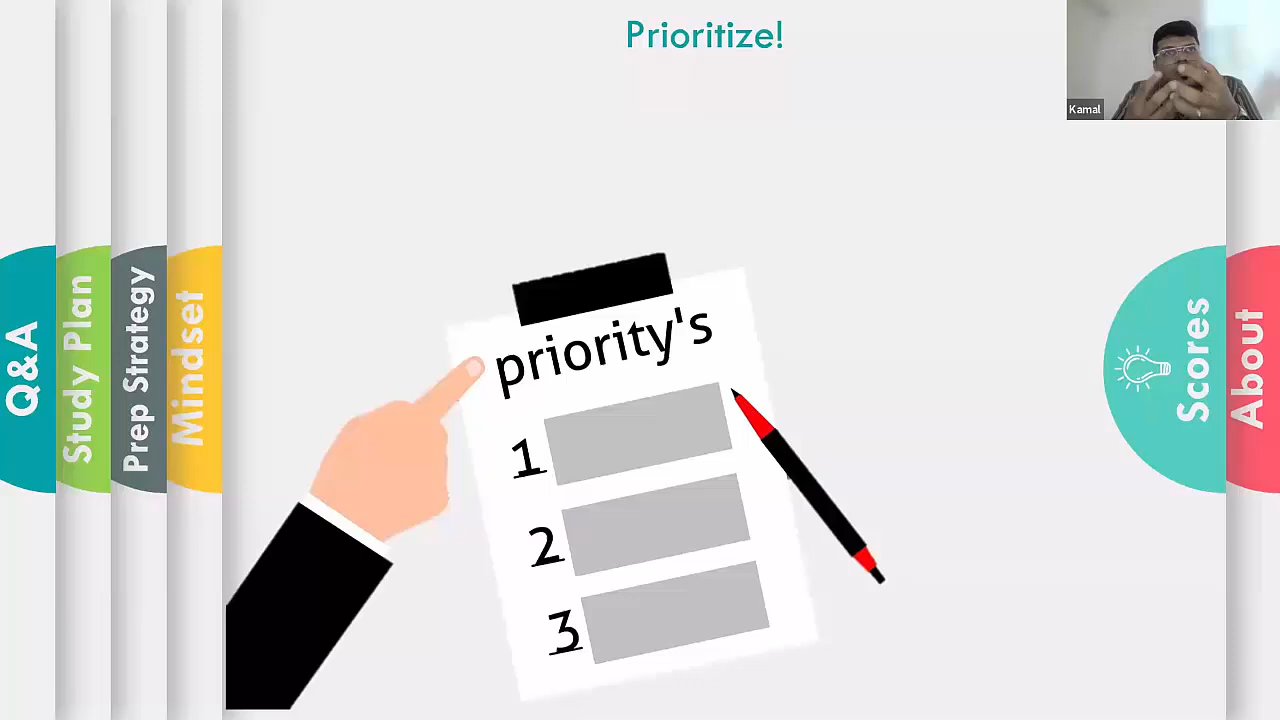 Prioritize!
Kamal
Q&A
Study Plan
Prep Strategy
Mindset
priority's
1
2
3
Scores
About